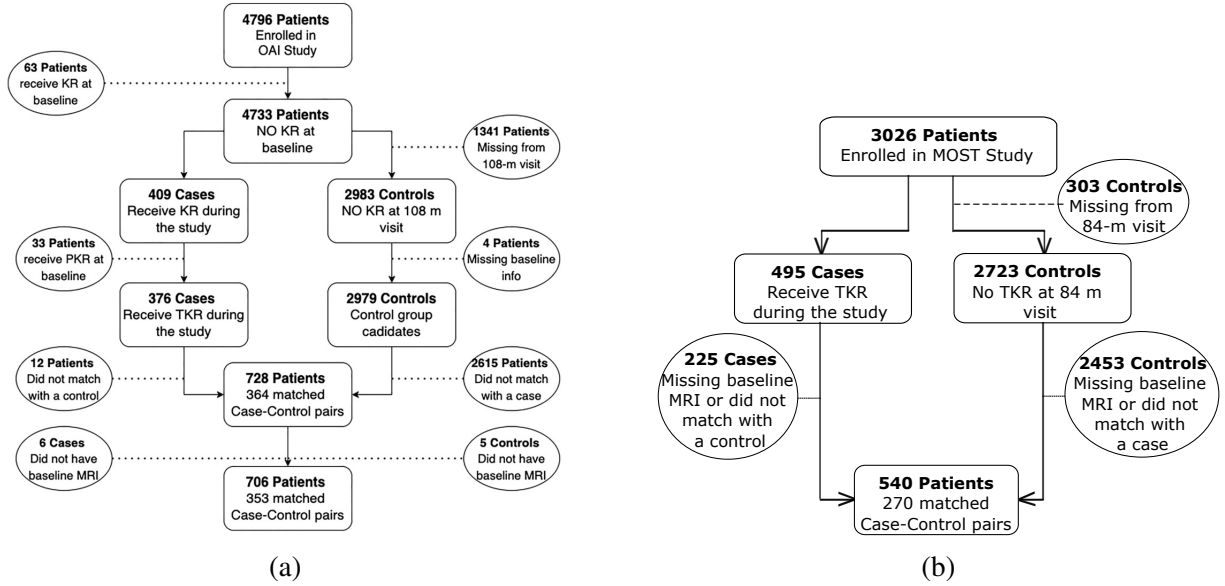 4796 Patients
Enrolled in
OAI Study
63 Patients
receive KR at
baseline
4733 Patients
NO KR at
baseline
1341 Patients
Missing from
108-m visit
409 Cases
Receive KR during
the study
2983 Controls
NO KR at 108 m
visit
33 Patients
receive PKR at
baseline
4 Patients
Missing baseline
info
376 Cases
Receive TKR during
the study
2979 Controls
Control group
cadidates
12 Patients
Did not match
with a control
728 Patients
364 matched
Case-Control pairs
2615 Patients
Did not match
with a case
6 Cases
Did not have
baseline MRI
5 Controls
Did not have
baseline MRI
706 Patients
353 matched
Case-Control pairs
(a)
3026 Patients
Enrolled in MOST Study
303 Controls
Missing from
84-m visit
495 Cases
Receive TKR
during the study
2723 Controls
No TKR at 84 m
visit
225 Cases
Missing baseline
MRI or did not
match with
a control
2453 Controls
Missing baseline
MRI or did not
match with
a case
540 Patients
270 matched
Case-Control pairs
(b)